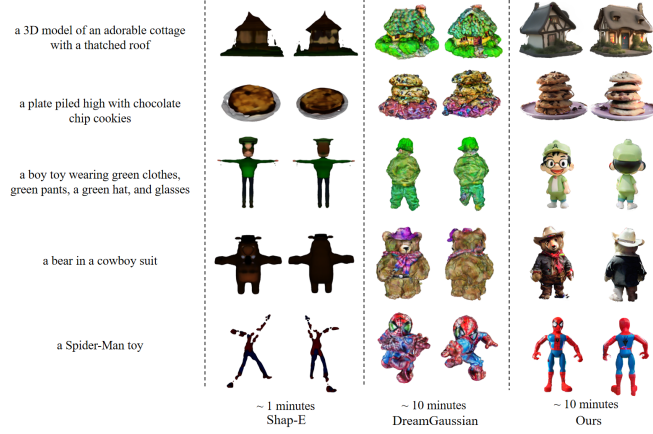 a 3D model of an adorable cottage
with a thatched roof
a plate piled high with chocolate
chip cookies
a boy toy wearing green clothes,
green pants, a green hat, and glasses
a bear in a cowboy suit
a Spider-Man toy
~ 1 minutes
Shap-E
~ 10 minutes
DreamGaussian
~ 10 minutes
Ours